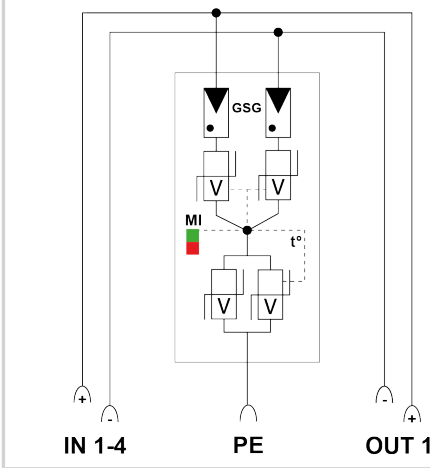 GSG
V V
MI
t°
V V
+ - - +
IN 1-4 PE OUT 1